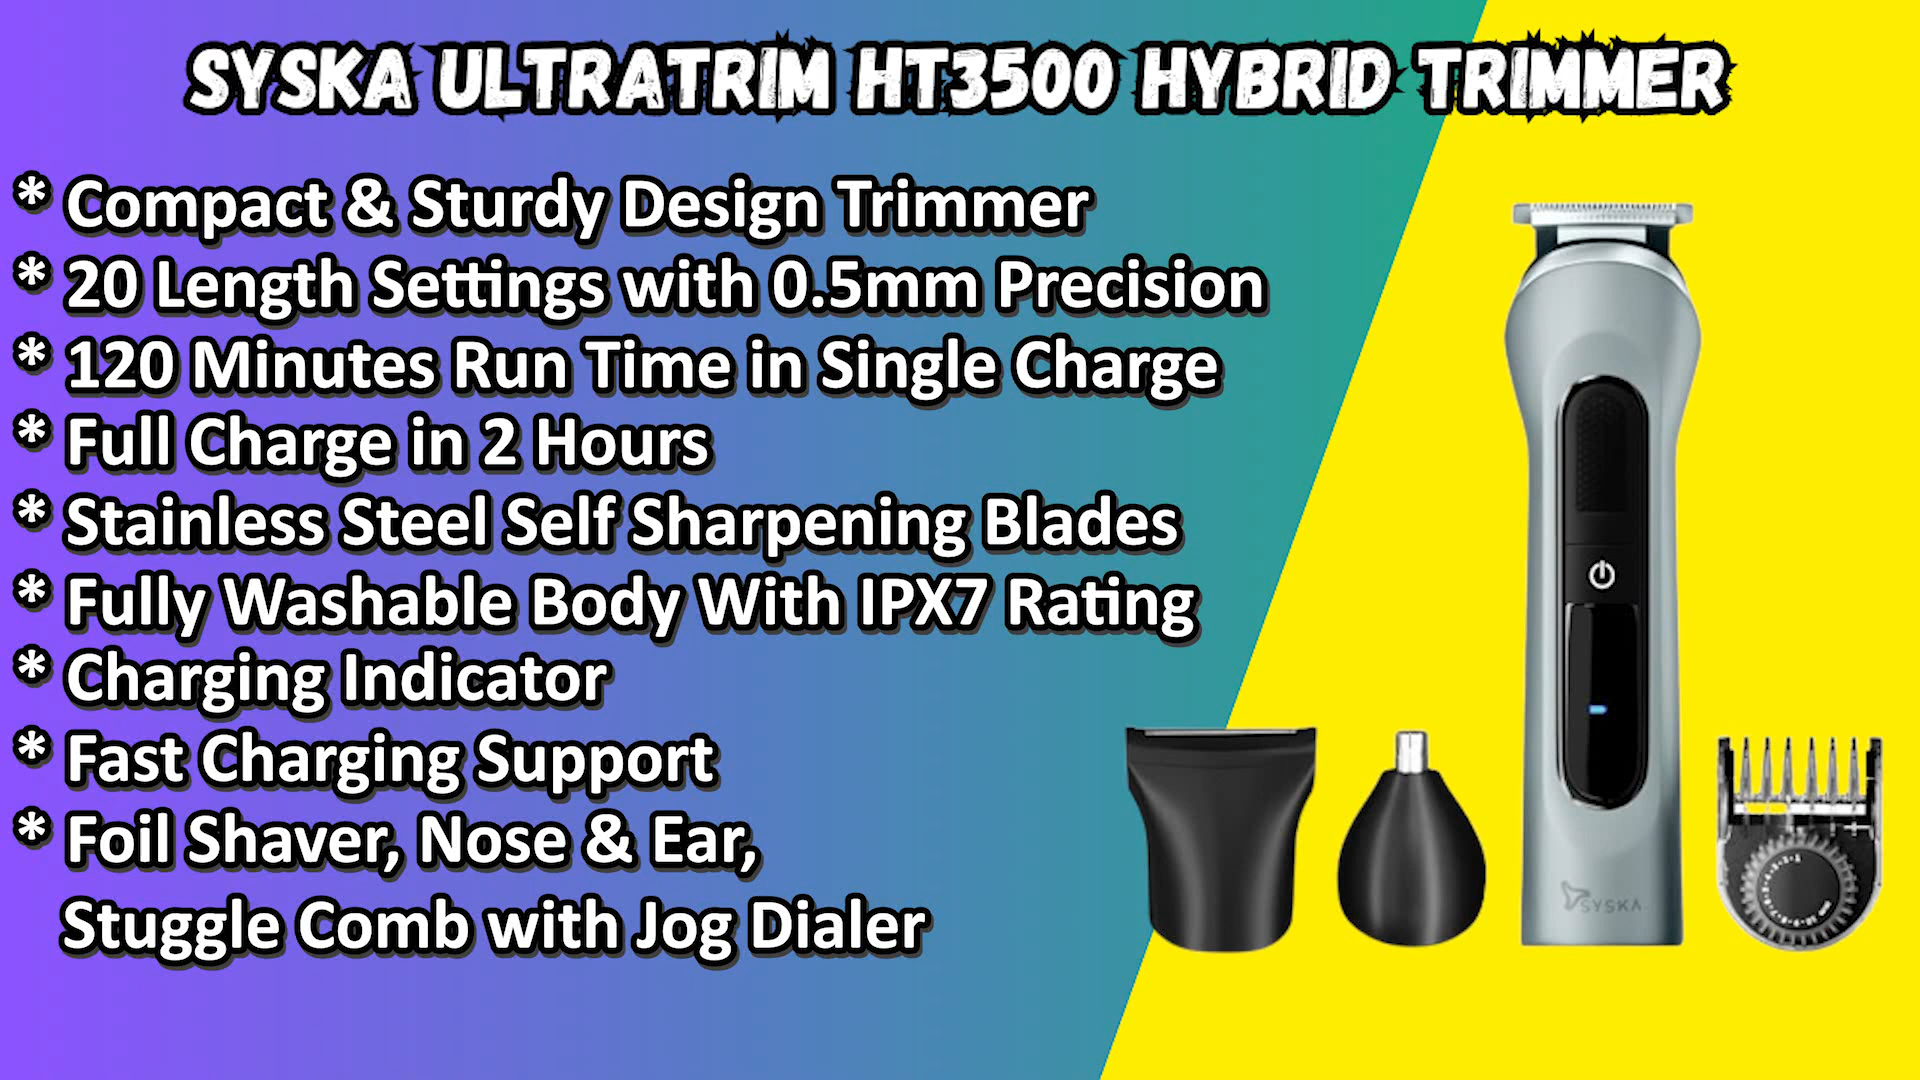 SYSKA ULTRATRIM HT3500 HYBRID TRIMMER
* Compact & Sturdy Design Trimmer
* 20 Length Settings with 0.5mm Precision
* 120 Minutes Run Time in Single Charge
* Full Charge in 2 Hours
* Stainless Steel Self Sharpening Blades
* Fully Washable Body With IPX7 Rating
* Charging Indicator
* Fast Charging Support
* Foil Shaver, Nose & Ear,
Stuggle Comb with Jog Dialer
SYSKA